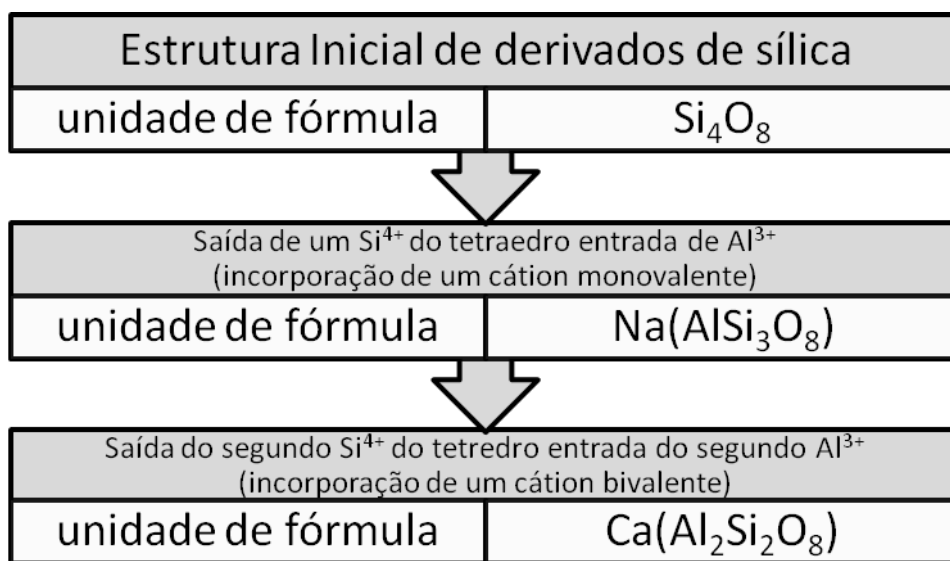 Estrutura Inicial de derivados de sílica
unidade de fórmula Si₄O₈
Saída de um Si⁴⁺ do tetraedro entrada de Al³⁺
(incorporação de um cátion monovalente)
unidade de fórmula Na(AlSi₃O₈)
Saída do segundo Si⁴⁺ do tetredro entrada do segundo Al³⁺
(incorporação de um cátion bivalente)
unidade de fórmula Ca(Al₂Si₂O₈)